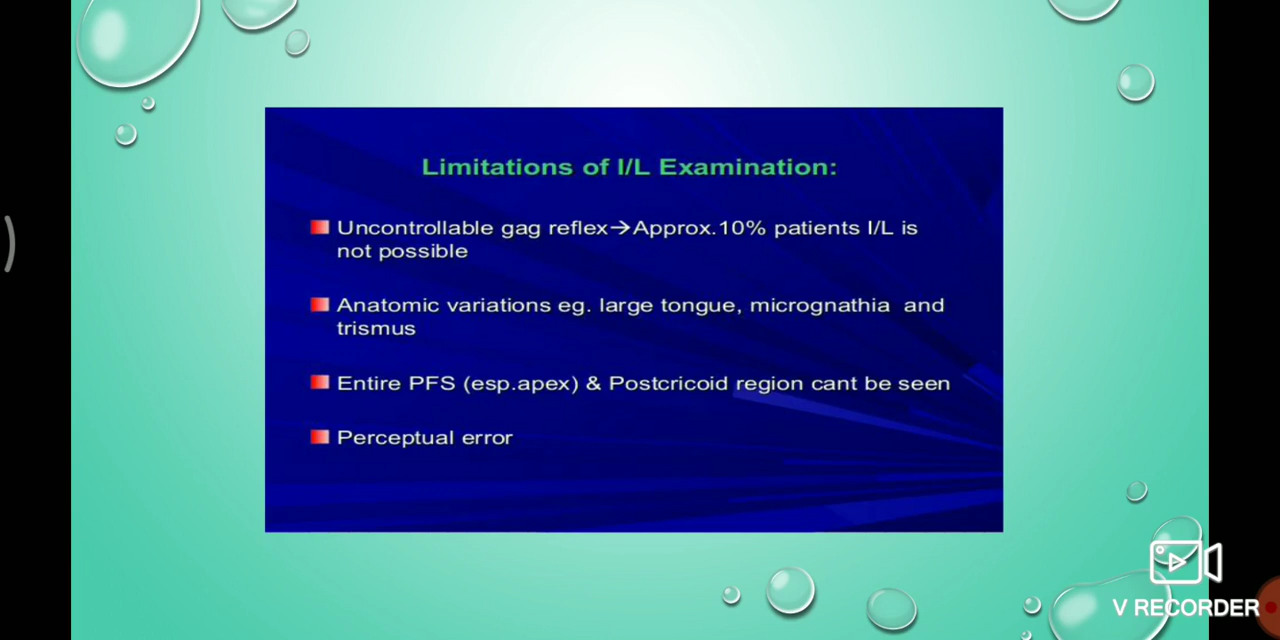 Limitations of I/L Examination:
Uncontrollable gag reflex→Approx.10% patients I/L is
not possible
Anatomic variations eg. large tongue, micrognathia and
trismus
Entire PFS (esp.apex) & Postcricoid region cant be seen
Perceptual error
V RECORDER